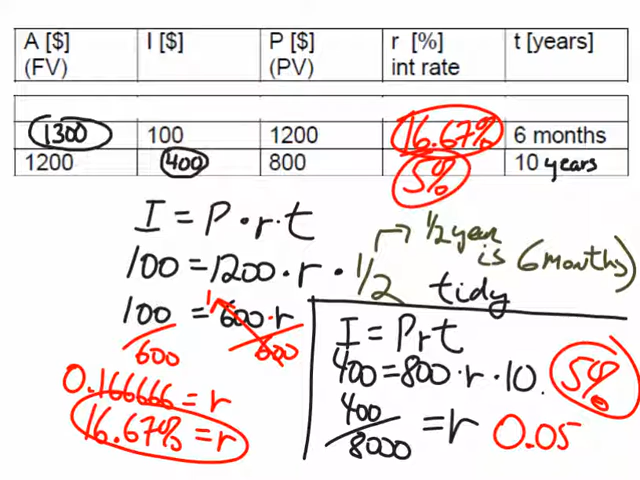 A [$] I [$] P [$] r [%] t [years]
(FV) (PV) int rate
1300 100 1200 16.67% 6 months
1200 400 800 5% 10 years
I = P · r · t
100 = 1200 · r · 1/2
1/2 year
is (6 months)
100 = 600 · r
600 600
1
0.166666 = r
16.67% = r
tidy
I = Prt
400 = 800 · r · 10.
400
8000
= r 0.05
5%